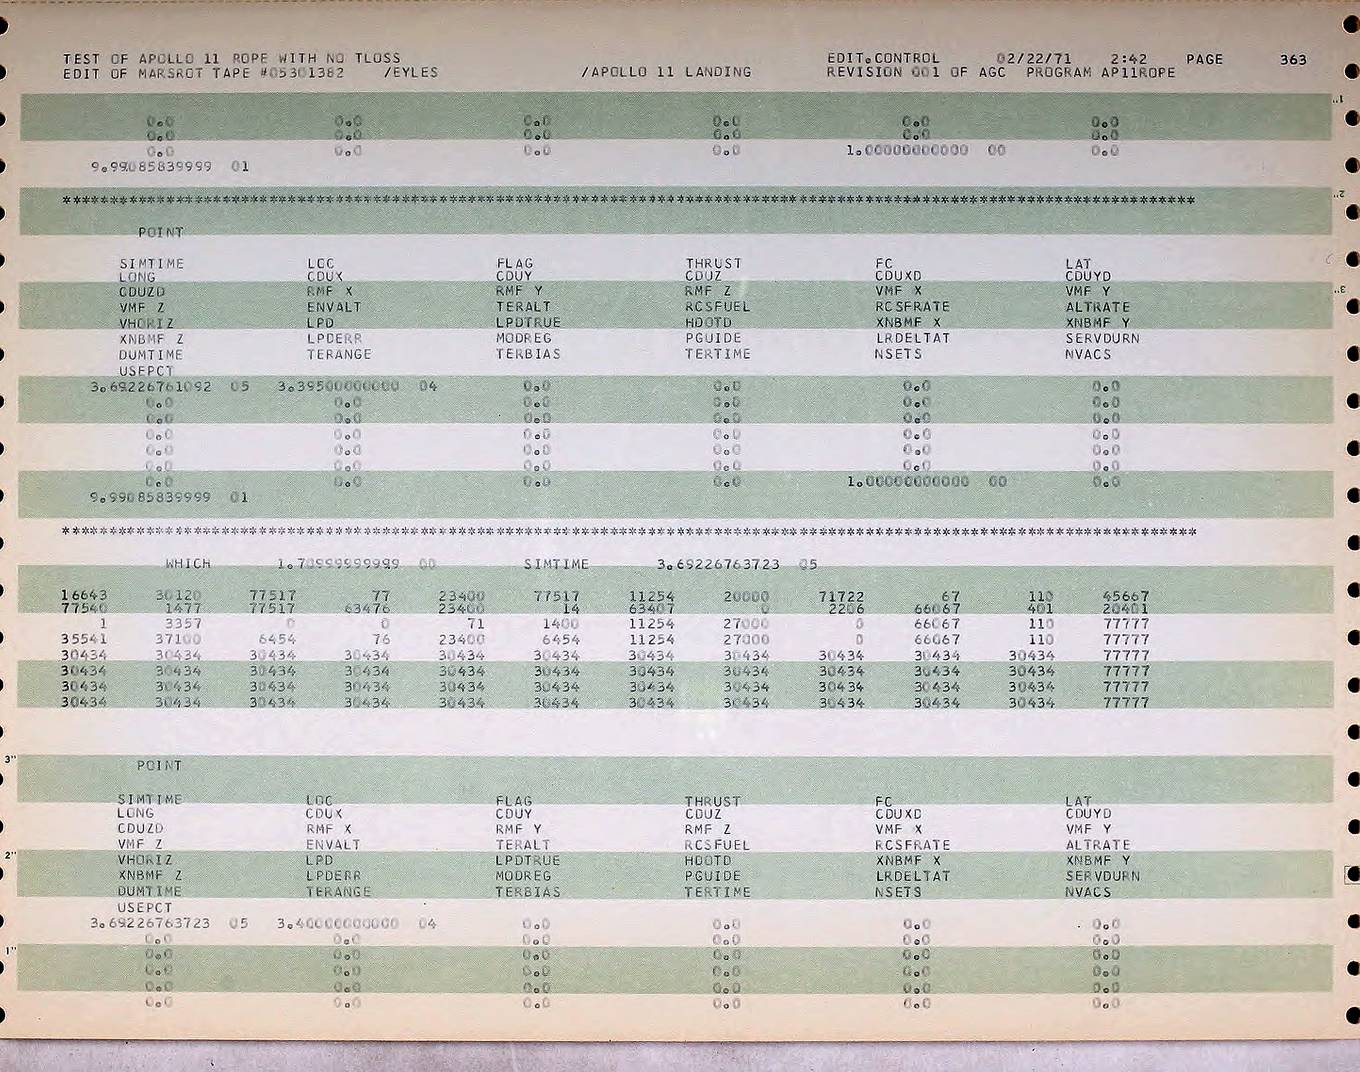 TEST OF APOLLO 11 ROPE WITH NO TLOSS EDIT.CONTROL 02/22/71 2:42 PAGE 363
EDIT OF MARSROT TAPE #05301382 /EYLES /APOLLO 11 LANDING REVISION 001 OF AGC PROGRAM AP11ROPE
0.0 0.0 0.0 0.0 0.0 0.0
0.0 0.0 0.0 0.0 0.0 0.0
0.0 0.0 0.0 0.0 1.00000000000 00 0.0
9.99085839999 01
************************************************************************************************************************
POINT
SIMTIME LOC FLAG THRUST FC LAT
LONG CDUX CDUY CDUZ CDUXD CDUYD
CDUZD RMF X RMF Y RMF Z VMF X VMF Y
VMF Z ENVALT TERALT RCSFUEL RCSFRATE ALTRATE
VHORIZ LPD LPDTRUE HDOTD XNBMF X XNBMF Y
XNBMF Z LPDERR MODREG PGUIDE LRDELTAT SERVDURN
DUMTIME TERANGE TERBIAS TERTIME NSETS NVACS
USEPCT
3.69226761092 05 3.39500000000 04 0.0 0.0 0.0 0.0
0.0 0.0 0.0 0.0 0.0 0.0
0.0 0.0 0.0 0.0 0.0 0.0
0.0 0.0 0.0 0.0 0.0 0.0
0.0 0.0 0.0 0.0 0.0 0.0
0.0 0.0 0.0 0.0 0.0 0.0
0.0 0.0 0.0 0.0 1.00000000000 00 0.0
9.99085839999 01
************************************************************************************************************************
WHICH 1.70999999999 00 SIMTIME 3.69226763723 05
16643 30120 77517 77 23400 77517 11254 20000 71722 67 110 45667
77540 1477 77517 63476 23400 14 63407 0 2206 66067 401 20401
1 3357 0 0 71 1400 11254 27000 0 66067 110 77777
35541 37100 6454 76 23400 6454 11254 27000 0 66067 110 77777
30434 30434 30434 30434 30434 30434 30434 30434 30434 30434 30434 77777
30434 30434 30434 30434 30434 30434 30434 30434 30434 30434 30434 77777
30434 30434 30434 30434 30434 30434 30434 30434 30434 30434 30434 77777
30434 30434 30434 30434 30434 30434 30434 30434 30434 30434 30434 77777
POINT
SIMTIME LOC FLAG THRUST FC LAT
LONG CDUX CDUY CDUZ CDUXD CDUYD
CDUZD RMF X RMF Y RMF Z VMF X VMF Y
VMF Z ENVALT TERALT RCSFUEL RCSFRATE ALTRATE
VHORIZ LPD LPDTRUE HDOTD XNBMF X XNBMF Y
XNBMF Z LPDERR MODREG PGUIDE LRDELTAT SERVDURN
DUMTIME TERANGE TERBIAS TERTIME NSETS NVACS
USEPCT
3.69226763723 05 3.40000000000 04 0.0 0.0 0.0 0.0
0.0 0.0 0.0 0.0 0.0 0.0
0.0 0.0 0.0 0.0 0.0 0.0
0.0 0.0 0.0 0.0 0.0 0.0
0.0 0.0 0.0 0.0 0.0 0.0
0.0 0.0 0.0 0.0 0.0 0.0
3"
2"
1"
1"
2"
3"